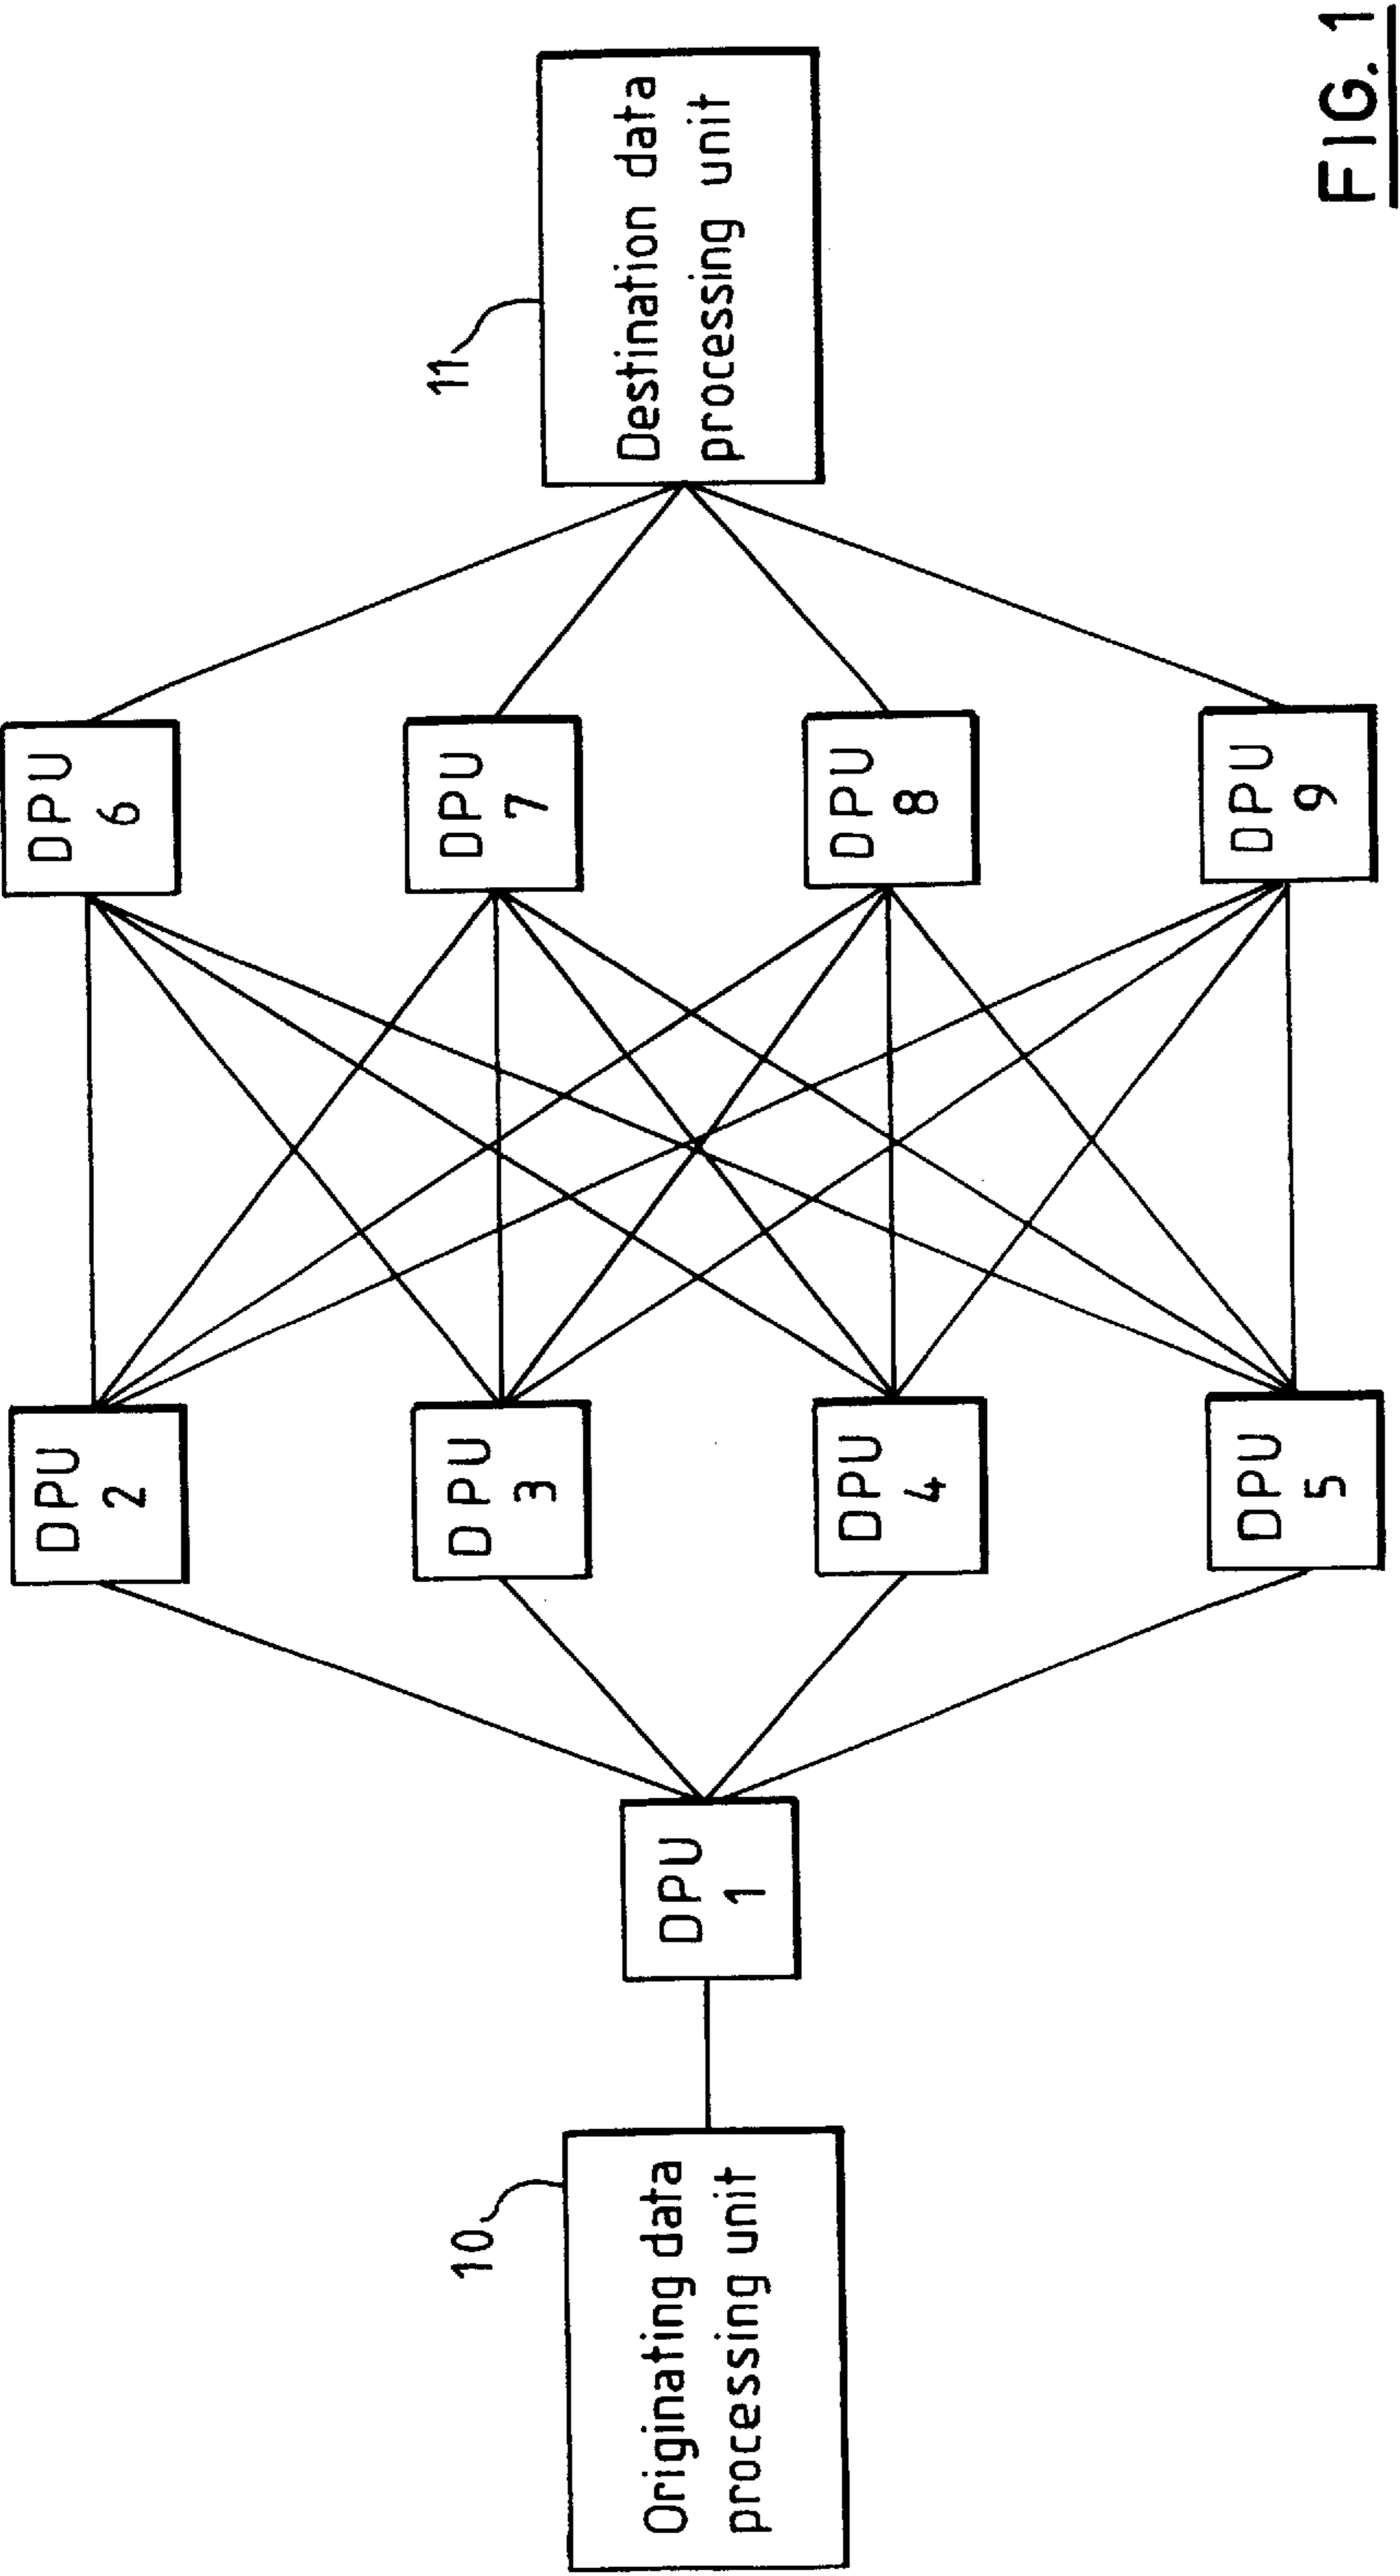 10
Originating data
processing unit
DPU
1
DPU
2
DPU
3
DPU
4
DPU
5
DPU
6
DPU
7
DPU
8
DPU
9
11
Destination data
processing unit
FIG. 1